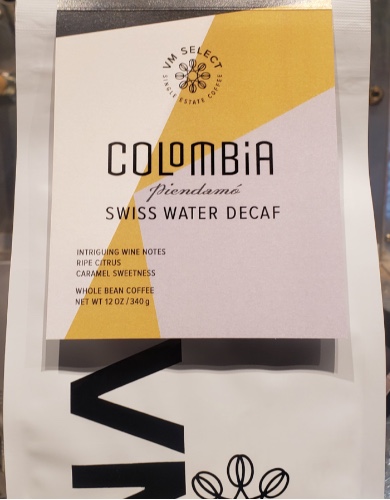 VM SELECT
SINGLE ESTATE COFFEE
COLOMBIA
Piendamó
SWISS WATER DECAF
INTRIGUING WINE NOTES
RIPE CITRUS
CARAMEL SWEETNESS
WHOLE BEAN COFFEE
NET WT 12 OZ / 340 g
VM